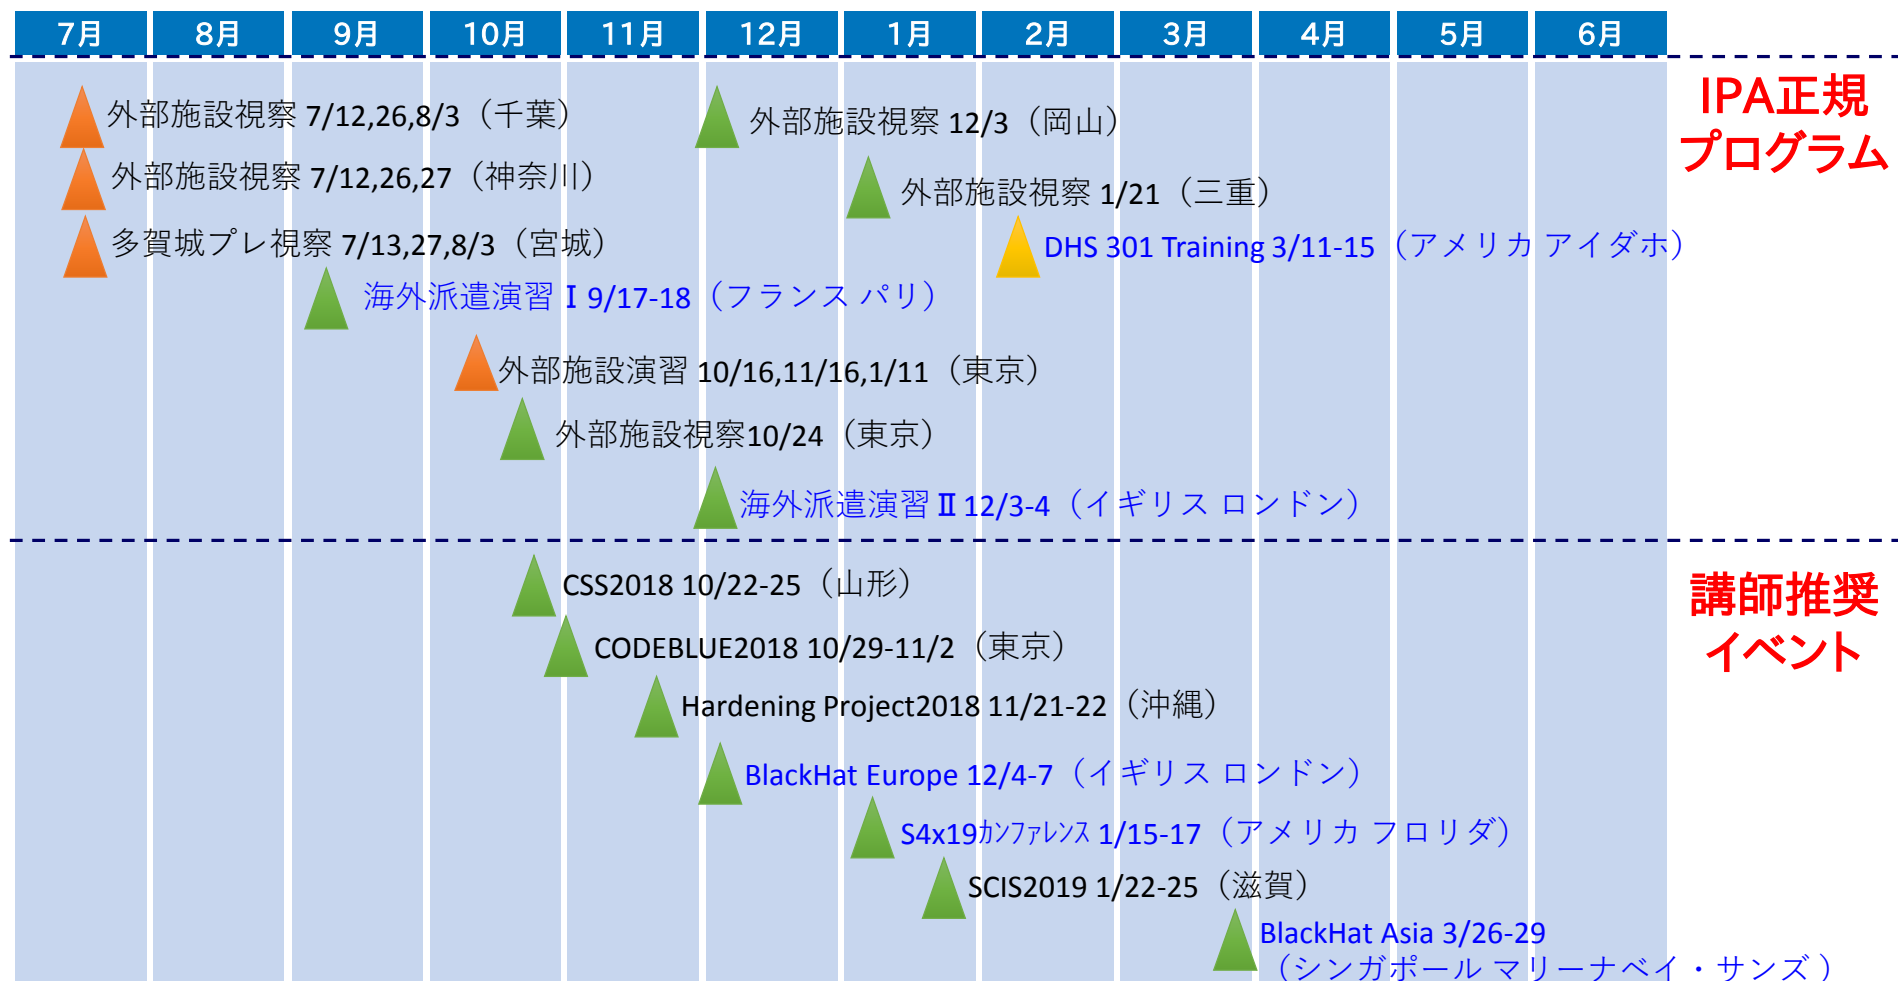 7月 8月 9月 10月 11月 12月 1月 2月 3月 4月 5月 6月
IPA正規
プログラム
外部施設視察 7/12,26,8/3（千葉）
外部施設視察 12/3（岡山）
外部施設視察 7/12,26,27（神奈川）
外部施設視察 1/21（三重）
多賀城プレ視察 7/13,27,8/3（宮城）
DHS 301 Training 3/11-15（アメリカ アイダホ）
海外派遣演習 Ⅰ 9/17-18（フランス パリ）
外部施設演習 10/16,11/16,1/11（東京）
外部施設視察10/24（東京）
海外派遣演習 Ⅱ 12/3-4（イギリス ロンドン）
講師推奨
イベント
CSS2018 10/22-25（山形）
CODEBLUE2018 10/29-11/2（東京）
Hardening Project2018 11/21-22（沖縄）
BlackHat Europe 12/4-7（イギリス ロンドン）
S4x19ｶﾝﾌｧﾚﾝｽ 1/15-17（アメリカ フロリダ）
SCIS2019 1/22-25（滋賀）
BlackHat Asia 3/26-29
（シンガポール マリーナベイ・サンズ ）